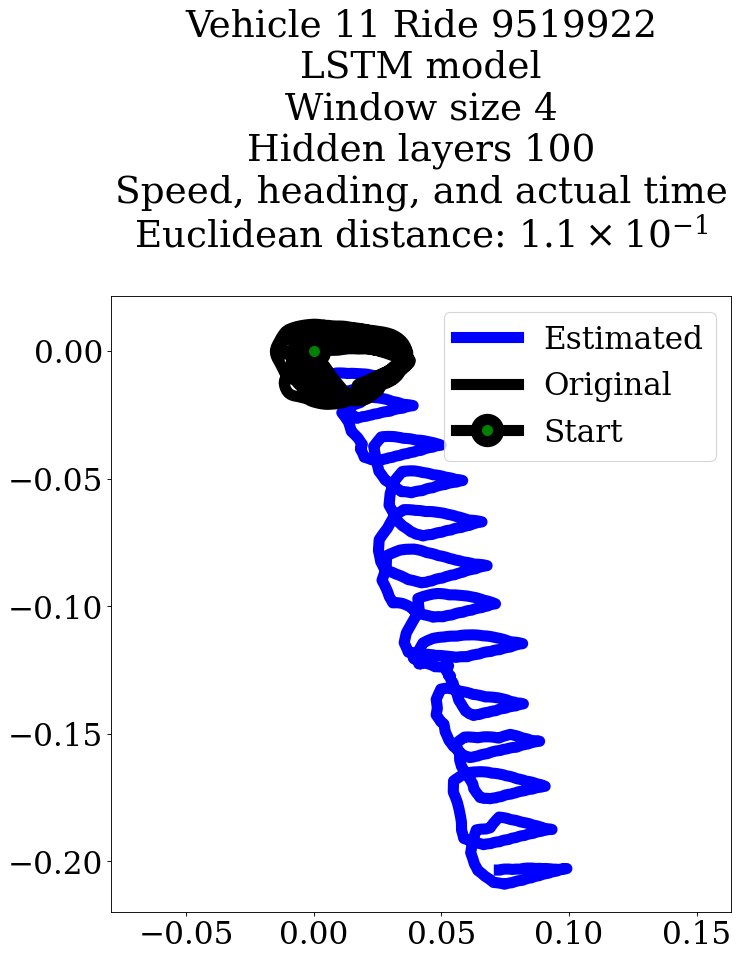 Vehicle 11 Ride 9519922
LSTM model
Window size 4
Hidden layers 100
Speed, heading, and actual time
Euclidean distance: 1.1 × 10⁻¹
Estimated
Original
Start
0.00
−0.05
−0.10
−0.15
−0.20
−0.05 0.00 0.05 0.10 0.15